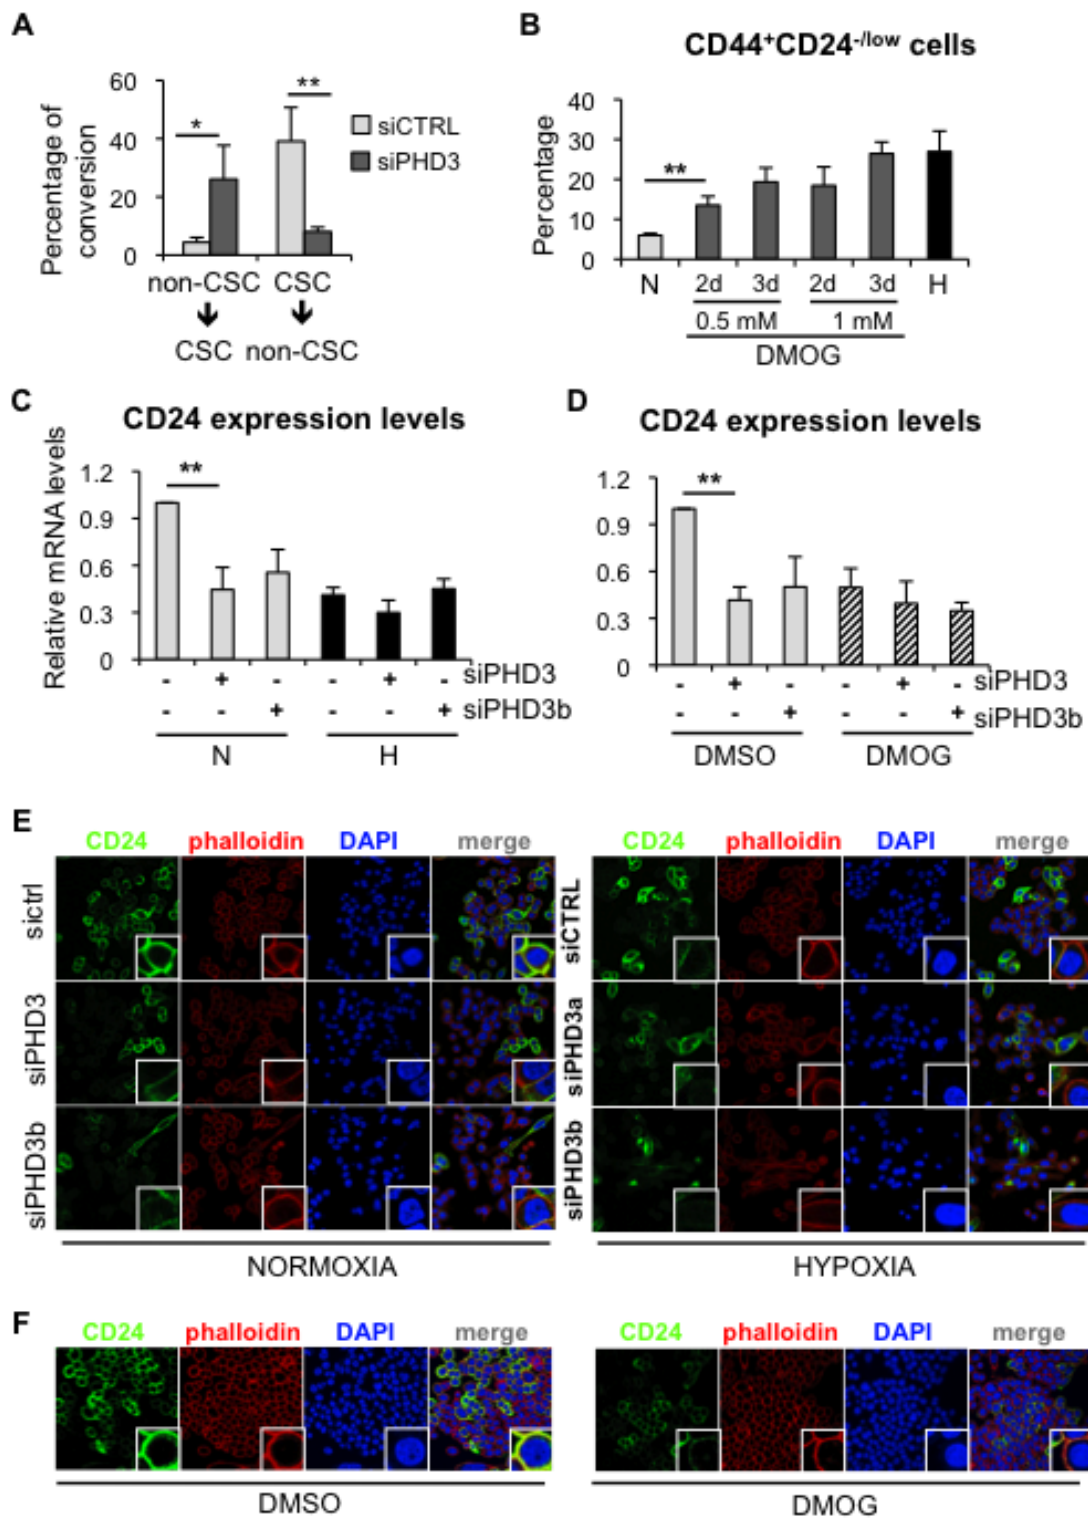 A
60
40
20
0
Percentage of
conversion
*
**
siCTRL
siPHD3
non-CSC CSC
CSC non-CSC
B
CD44+CD24-/low cells
40
30
20
10
0
Percentage
**
N 2d 3d 2d 3d H
0.5 mM 1 mM
DMOG
C
CD24 expression levels
Relative mRNA levels
1.2
0.9
0.6
0.3
0
**
- + - - + - siPHD3
- - + - - + siPHD3b
N H
D
CD24 expression levels
1.2
0.9
0.6
0.3
0
**
- + - - + - siPHD3
- - + - - + siPHD3b
DMSO DMOG
E
CD24 phalloidin DAPI merge
sictrl
siPHD3
siPHD3b
NORMOXIA
CD24 phalloidin DAPI merge
siCTRL
siPHD3a
siPHD3b
HYPOXIA
F
CD24 phalloidin DAPI merge
DMSO
CD24 phalloidin DAPI merge
DMOG